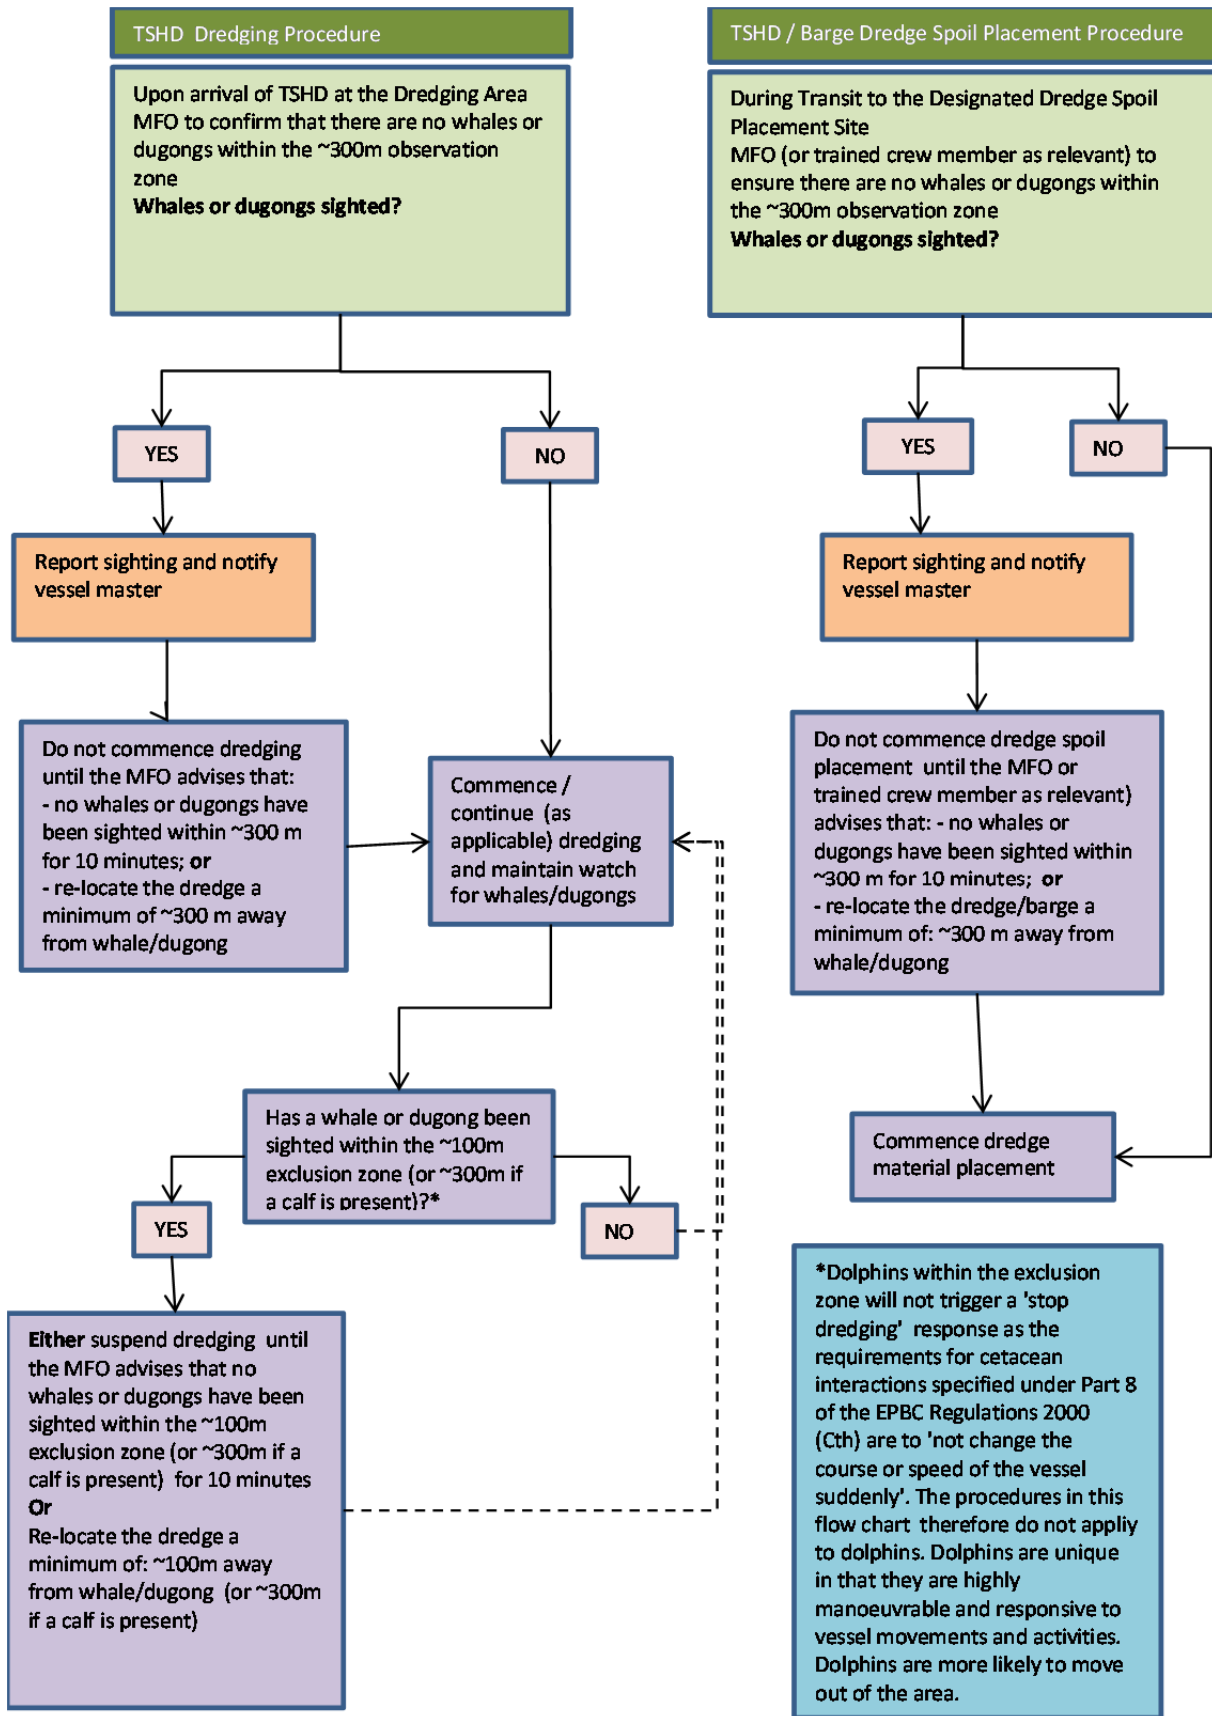 TSHD Dredging Procedure
Upon arrival of TSHD at the Dredging Area
MFO to confirm that there are no whales or
dugongs within the ~300m observation
zone
Whales or dugongs sighted?
YES
NO
Report sighting and notify
vessel master
Do not commence dredging
until the MFO advises that:
- no whales or dugongs have
been sighted within ~300 m
for 10 minutes; or
- re-locate the dredge a
minimum of ~300 m away
from whale/dugong
Commence /
continue (as
applicable) dredging
and maintain watch
for whales/dugongs
Has a whale or dugong been
sighted within the ~100m
exclusion zone (or ~300m if
a calf is present)?*
YES
NO
Either suspend dredging until
the MFO advises that no
whales or dugongs have been
sighted within the ~100m
exclusion zone (or ~300m if a
calf is present) for 10 minutes
Or
Re-locate the dredge a
minimum of: ~100m away
from whale/dugong (or ~300m
if a calf is present)
TSHD / Barge Dredge Spoil Placement Procedure
During Transit to the Designated Dredge Spoil
Placement Site
MFO (or trained crew member as relevant) to
ensure there are no whales or dugongs within
the ~300m observation zone
Whales or dugongs sighted?
YES
NO
Report sighting and notify
vessel master
Do not commence dredge spoil
placement until the MFO or
trained crew member as relevant)
advises that: - no whales or
dugongs have been sighted within
~300 m for 10 minutes; or
- re-locate the dredge/barge a
minimum of: ~300 m away from
whale/dugong
Commence dredge
material placement
*Dolphins within the exclusion
zone will not trigger a 'stop
dredging' response as the
requirements for cetacean
interactions specified under Part 8
of the EPBC Regulations 2000
(Cth) are to 'not change the
course or speed of the vessel
suddenly'. The procedures in this
flow chart therefore do not appliy
to dolphins. Dolphins are unique
in that they are highly
manoeuvrable and responsive to
vessel movements and activities.
Dolphins are more likely to move
out of the area.